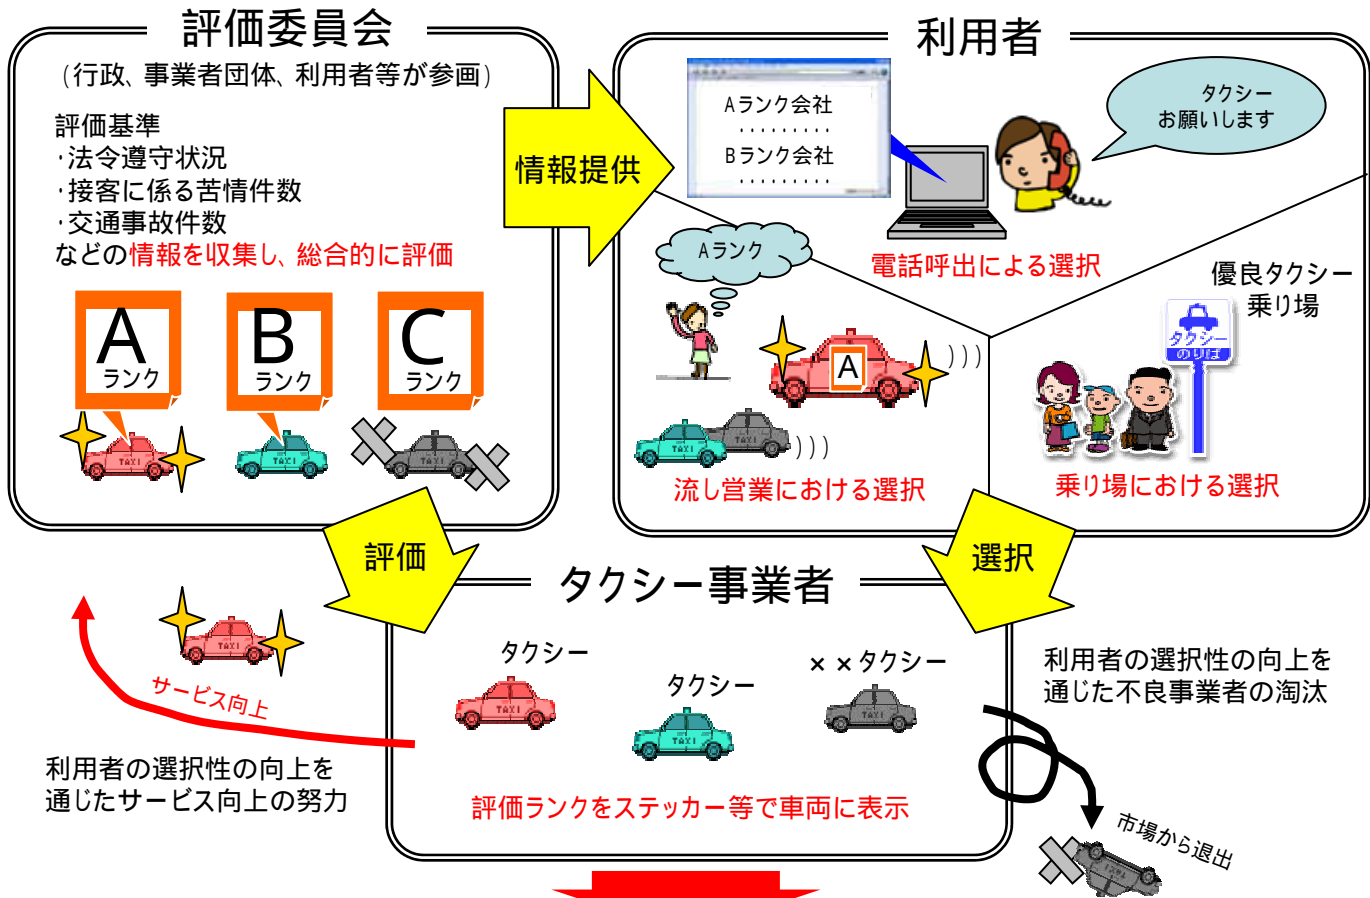 評価委員会
(行政、事業者団体、利用者等が参画)
評価基準
・法令遵守状況
・接客に係る苦情件数
・交通事故件数
などの情報を収集し、総合的に評価
A
ランク
B
ランク
C
ランク
TAXI
TAXI
TAXI
情報提供
利用者
Aランク会社
・・・・・・・・・
Bランク会社
・・・・・・・・・
タクシー
お願いします
電話呼出による選択
Aランク
A
)))
TAXI
TAXI
)))
流し営業における選択
優良タクシー
乗り場
タクシー
のりば
乗り場における選択
評価
選択
タクシー事業者
タクシー
TAXI
タクシー
TAXI
××タクシー
TAXI
評価ランクをステッカー等で車両に表示
TAXI
サービス向上
利用者の選択性の向上を
通じたサービス向上の努力
利用者の選択性の向上を
通じた不良事業者の淘汰
市場から退出
TAXI